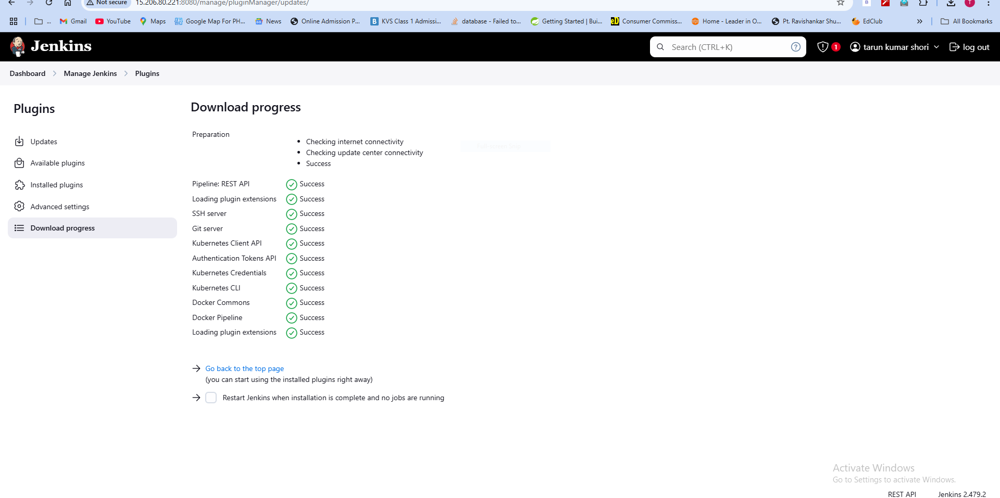 Not secure 15.206.80.221:8080/manage/pluginManager/updates/
... Gmail YouTube Maps Google Map For PH... News Online Admission P... KVS Class 1 Admissi... database - Failed to... Getting Started | Bui... Consumer Commiss... Home - Leader in O... Pt. Ravishankar Shu... EdClub » All Bookmarks
Jenkins Search (CTRL+K) ? 1 tarun kumar shori log out
Dashboard > Manage Jenkins > Plugins
Plugins
Updates
Available plugins
Installed plugins
Advanced settings
Download progress
Download progress
Preparation
• Checking internet connectivity
• Checking update center connectivity
• Success
Full-screen Snip
Pipeline: REST API Success
Loading plugin extensions Success
SSH server Success
Git server Success
Kubernetes Client API Success
Authentication Tokens API Success
Kubernetes Credentials Success
Kubernetes CLI Success
Docker Commons Success
Docker Pipeline Success
Loading plugin extensions Success
→ Go back to the top page
(you can start using the installed plugins right away)
→ Restart Jenkins when installation is complete and no jobs are running
Activate Windows
Go to Settings to activate Windows.
REST API Jenkins 2.479.2